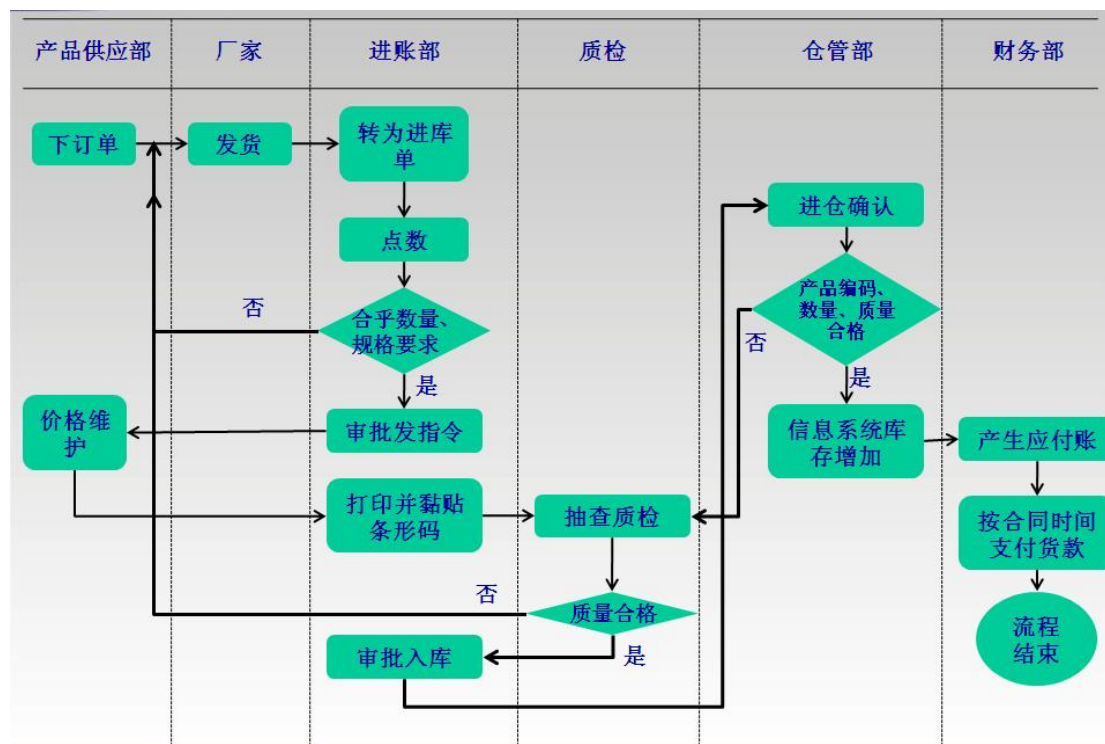 产品供应部
厂家
进账部
质检
仓管部
财务部
下订单
发货
转为进库
单
进仓确认
点数
产品编码、
数量、质量
合格
否
合乎数量、
规格要求
否
是
是
价格维
护
审批发指令
信息系统库
存增加
产生应付账
打印并黏贴
条形码
抽查质检
按合同时间
支付货款
否
质量合格
是
审批入库
流程
结束